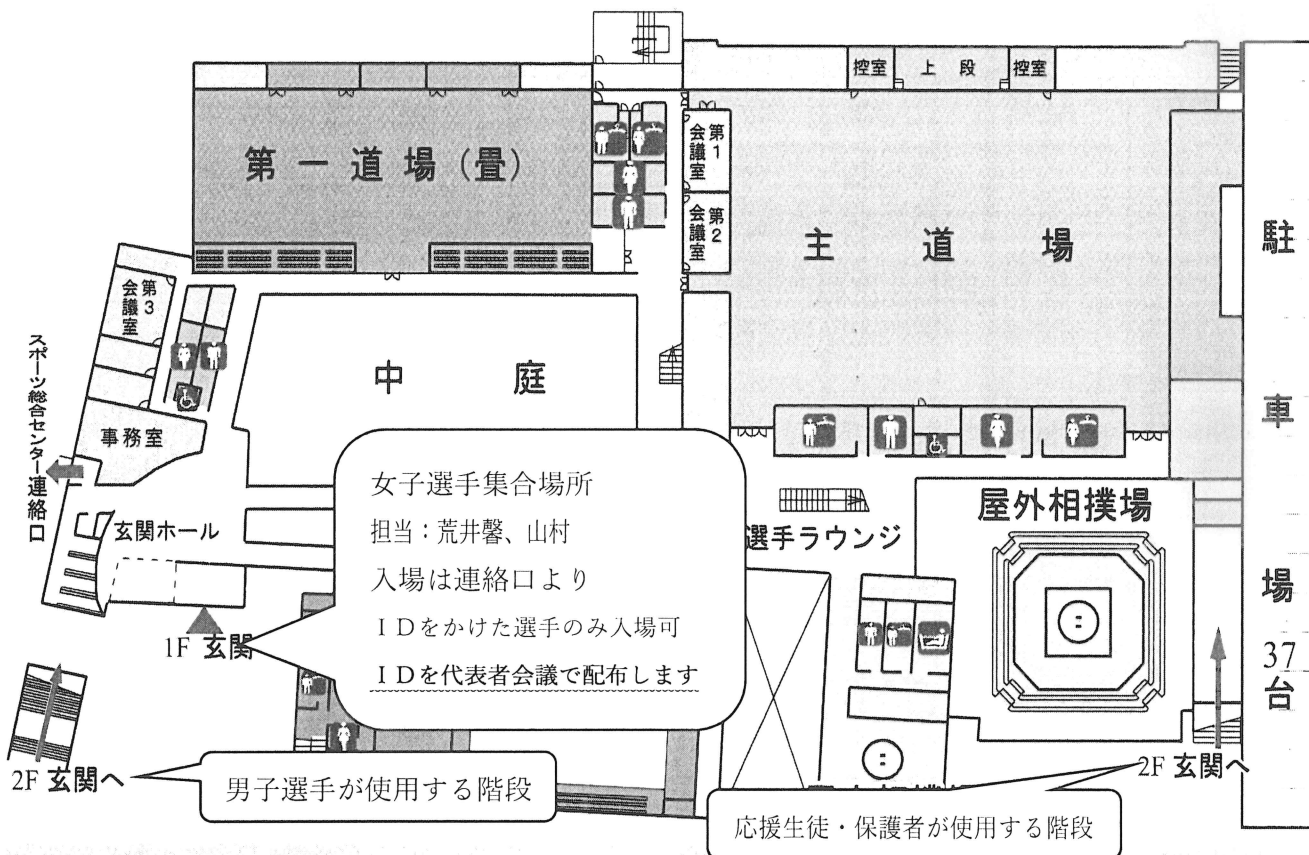 控室
上段
控室
第一道場（畳）
第1
会議室
第2
会議室
主道場
駐車場
37台
第3
会議室
スポーツ総合センター連絡口
中庭
事務室
玄関ホール
女子選手集合場所
担当：荒井馨、山村
入場は連絡口より
ＩＤをかけた選手のみ入場可
ＩＤを代表者会議で配布します
選手ラウンジ
屋外相撲場
1F 玄関
2F 玄関へ
男子選手が使用する階段
2F 玄関へ
応援生徒・保護者が使用する階段